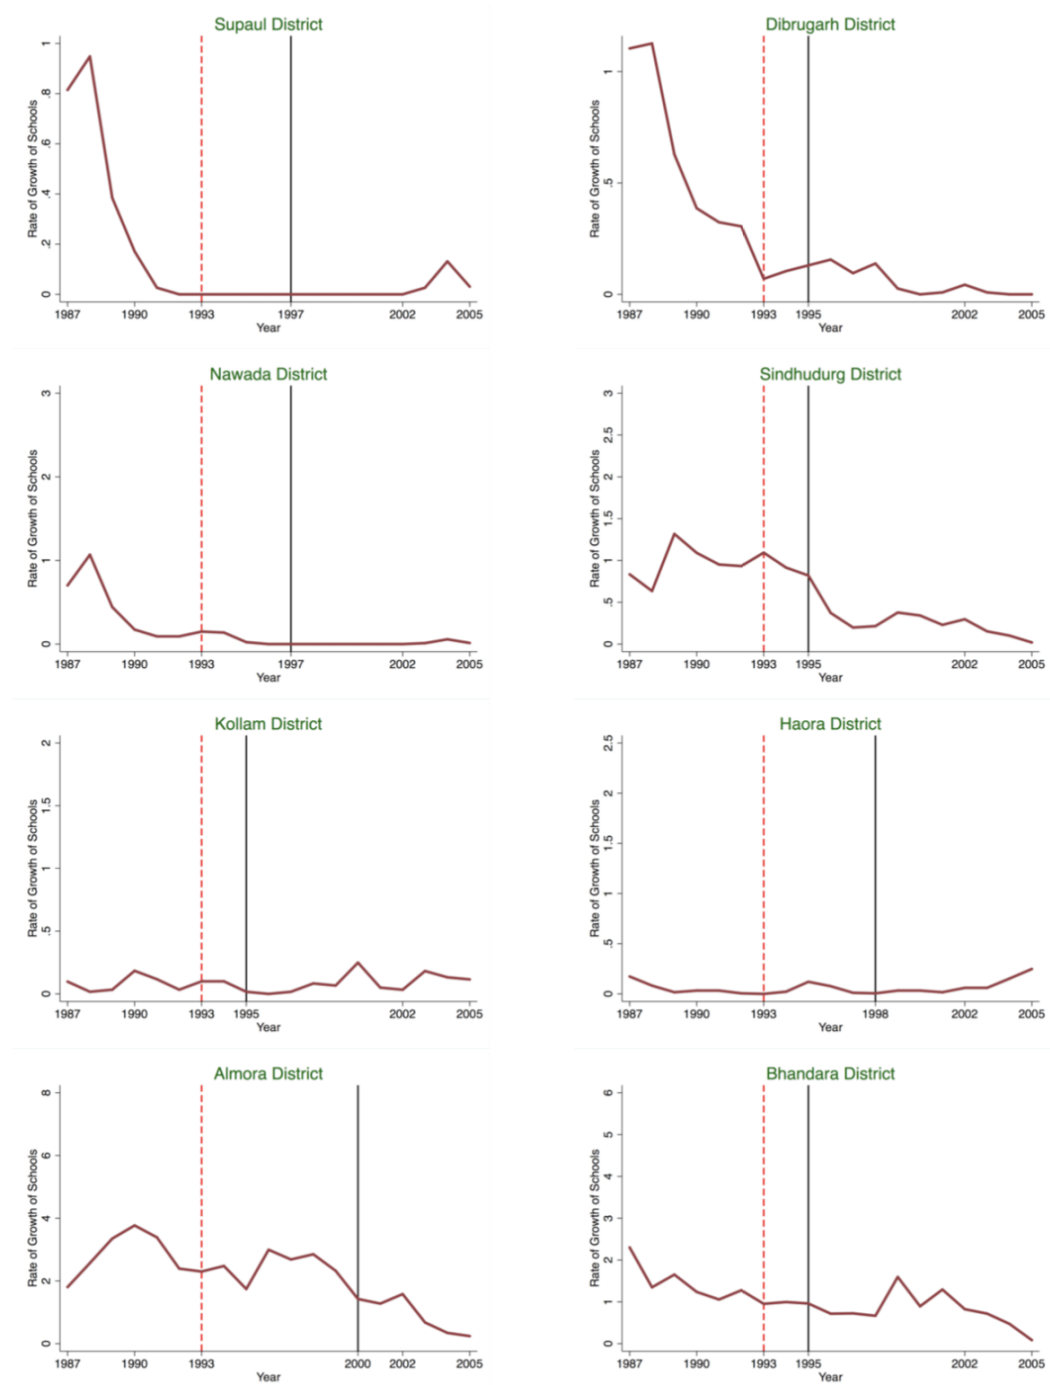 Supaul District
Rate of Growth of Schools
1
.8
.6
.4
.2
0
1987 1990 1993 1997 2002 2005
Year
Dibrugarh District
Rate of Growth of Schools
1
.5
0
1987 1990 1993 1995 2002 2005
Year
Nawada District
Rate of Growth of Schools
3
2
1
0
1987 1990 1993 1997 2002 2005
Year
Sindhudurg District
Rate of Growth of Schools
3
2.5
2
1.5
1
.5
0
1987 1990 1993 1995 2002 2005
Year
Kollam District
Rate of Growth of Schools
2
1.5
1
.5
0
1987 1990 1993 1995 2002 2005
Year
Haora District
Rate of Growth of Schools
2.5
2
1.5
1
.5
0
1987 1990 1993 1998 2002 2005
Year
Almora District
Rate of Growth of Schools
8
6
4
2
0
1987 1990 1993 2000 2002 2005
Year
Bhandara District
Rate of Growth of Schools
6
5
4
3
2
1
0
1987 1990 1993 1995 2002 2005
Year